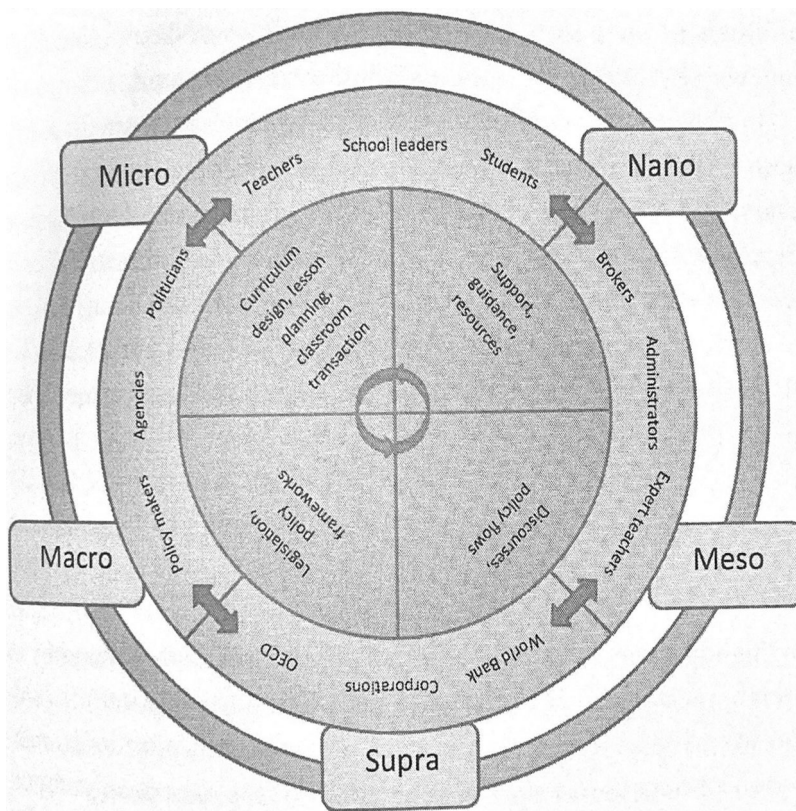 School leaders
Micro
Teachers
Students
Nano
Politicians
Brokers
Curriculum
design, lesson
planning,
classroom
transaction
Support,
guidance,
resources
Agencies
Administrators
Policy makers
Legislation,
policy
frameworks
Discourses,
policy flows
Expert teachers
Macro
Meso
OECD
Corporations
World Bank
Supra